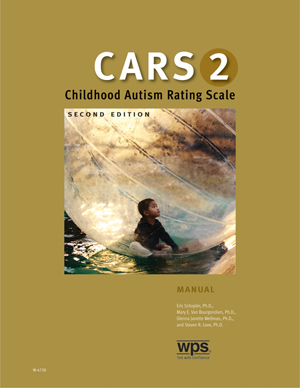 CARS 2
Childhood Autism Rating Scale
SECOND EDITION
MANUAL
Eric Schopler, Ph.D.,
Mary E. Van Bourgondien, Ph.D.,
Glenna Janette Wellman, Ph.D.,
and Steven R. Love, Ph.D.
wps